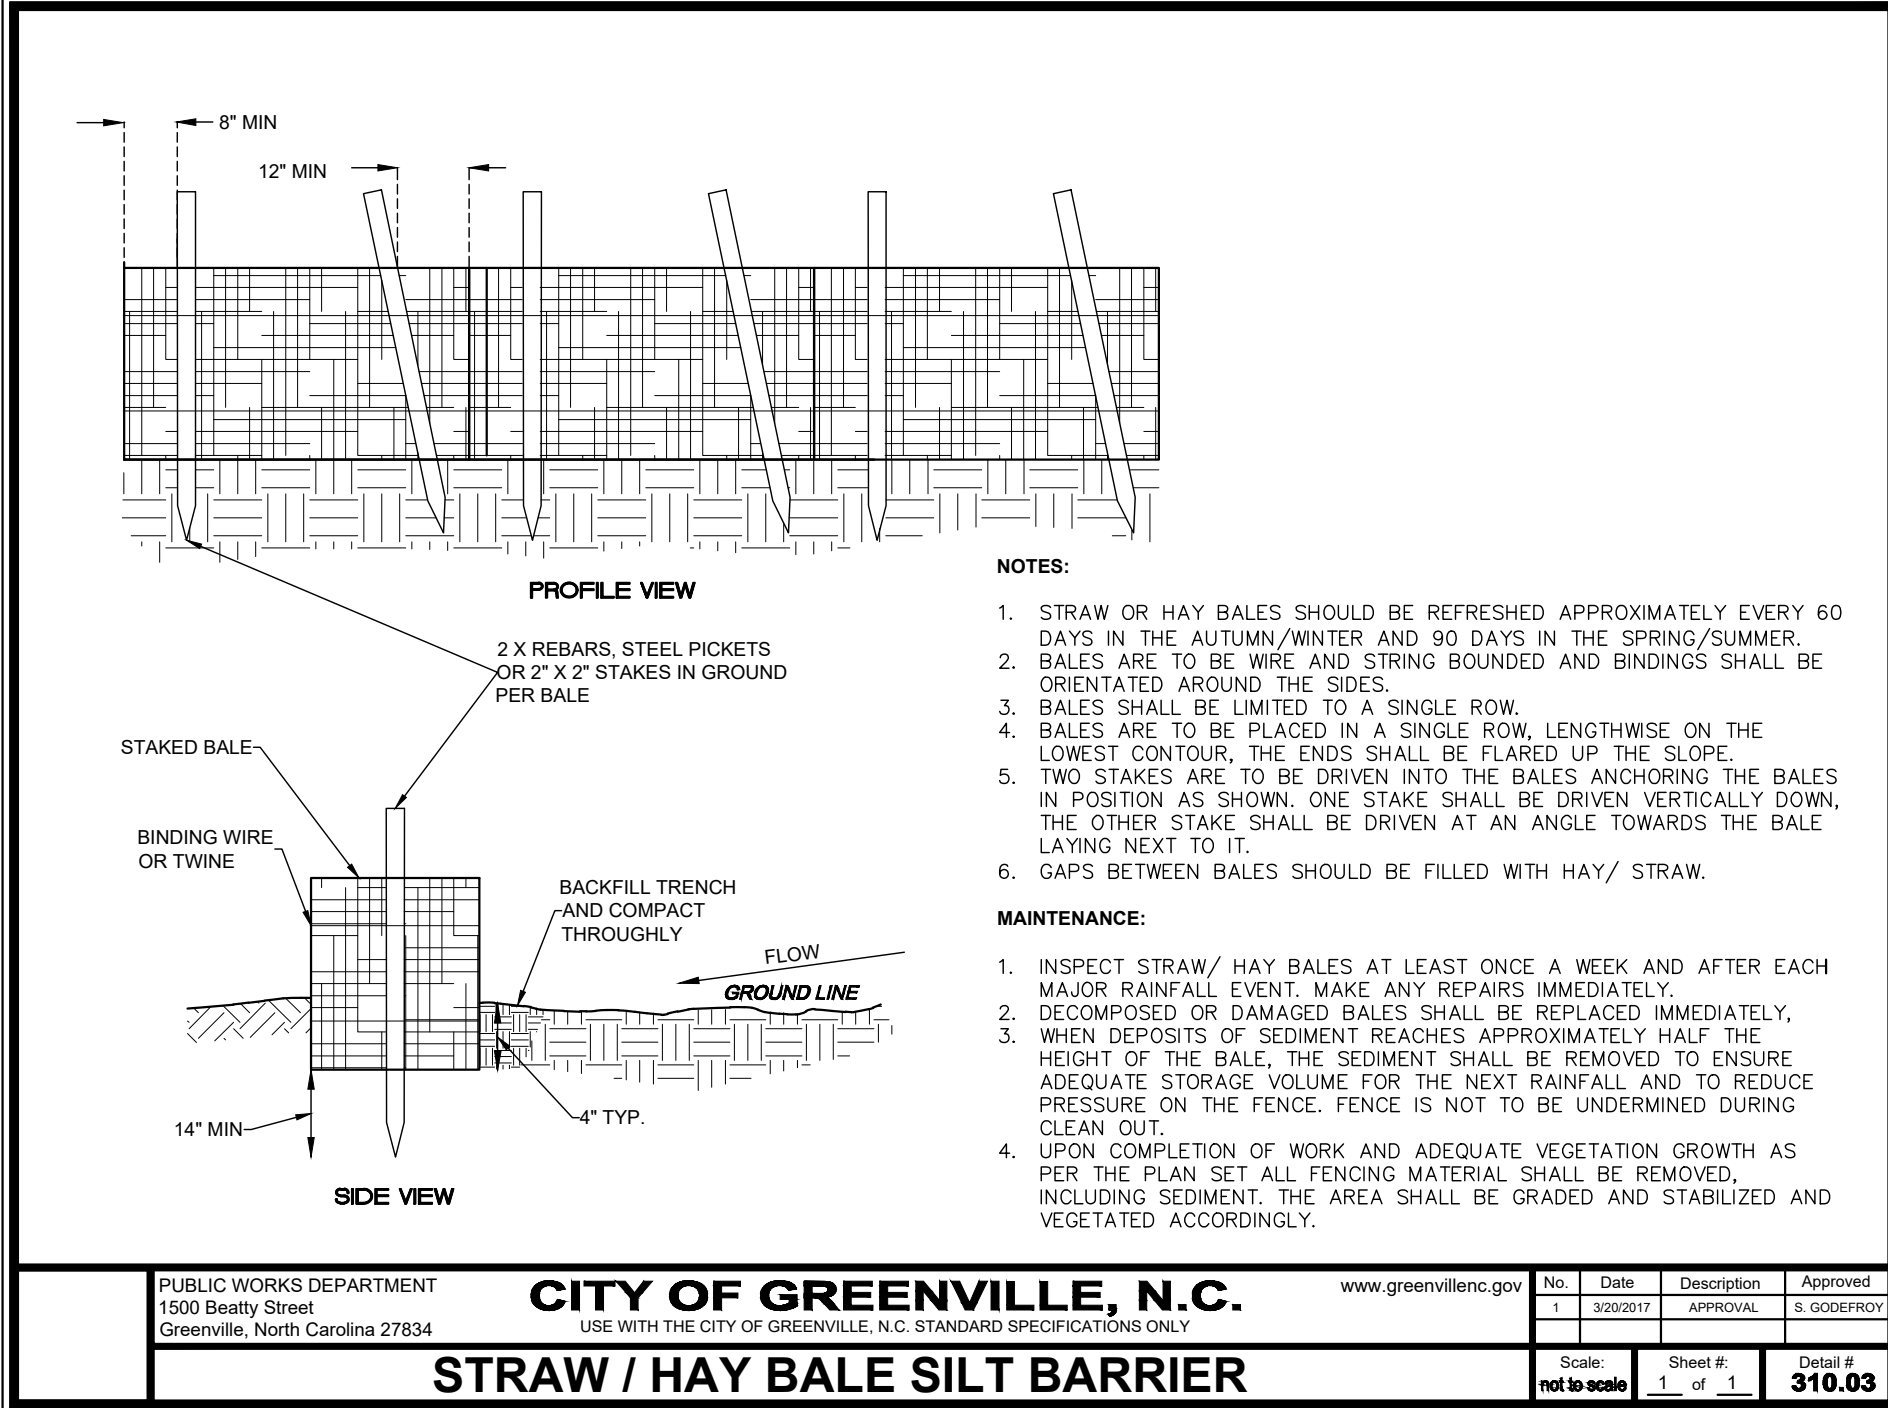 8" MIN
12" MIN
PROFILE VIEW
2 X REBARS, STEEL PICKETS
OR 2" X 2" STAKES IN GROUND
PER BALE
STAKED BALE
BINDING WIRE
OR TWINE
BACKFILL TRENCH
AND COMPACT
THROUGHLY
FLOW
GROUND LINE
14" MIN
4" TYP.
SIDE VIEW
NOTES:
1. STRAW OR HAY BALES SHOULD BE REFRESHED APPROXIMATELY EVERY 60
DAYS IN THE AUTUMN/WINTER AND 90 DAYS IN THE SPRING/SUMMER.
2. BALES ARE TO BE WIRE AND STRING BOUNDED AND BINDINGS SHALL BE
ORIENTATED AROUND THE SIDES.
3. BALES SHALL BE LIMITED TO A SINGLE ROW.
4. BALES ARE TO BE PLACED IN A SINGLE ROW, LENGTHWISE ON THE
LOWEST CONTOUR, THE ENDS SHALL BE FLARED UP THE SLOPE.
5. TWO STAKES ARE TO BE DRIVEN INTO THE BALES ANCHORING THE BALES
IN POSITION AS SHOWN. ONE STAKE SHALL BE DRIVEN VERTICALLY DOWN,
THE OTHER STAKE SHALL BE DRIVEN AT AN ANGLE TOWARDS THE BALE
LAYING NEXT TO IT.
6. GAPS BETWEEN BALES SHOULD BE FILLED WITH HAY/ STRAW.
MAINTENANCE:
1. INSPECT STRAW/ HAY BALES AT LEAST ONCE A WEEK AND AFTER EACH
MAJOR RAINFALL EVENT. MAKE ANY REPAIRS IMMEDIATELY.
2. DECOMPOSED OR DAMAGED BALES SHALL BE REPLACED IMMEDIATELY,
3. WHEN DEPOSITS OF SEDIMENT REACHES APPROXIMATELY HALF THE
HEIGHT OF THE BALE, THE SEDIMENT SHALL BE REMOVED TO ENSURE
ADEQUATE STORAGE VOLUME FOR THE NEXT RAINFALL AND TO REDUCE
PRESSURE ON THE FENCE. FENCE IS NOT TO BE UNDERMINED DURING
CLEAN OUT.
4. UPON COMPLETION OF WORK AND ADEQUATE VEGETATION GROWTH AS
PER THE PLAN SET ALL FENCING MATERIAL SHALL BE REMOVED,
INCLUDING SEDIMENT. THE AREA SHALL BE GRADED AND STABILIZED AND
VEGETATED ACCORDINGLY.
PUBLIC WORKS DEPARTMENT
1500 Beatty Street
Greenville, North Carolina 27834
CITY OF GREENVILLE, N.C.
USE WITH THE CITY OF GREENVILLE, N.C. STANDARD SPECIFICATIONS ONLY
www.greenvillenc.gov
STRAW / HAY BALE SILT BARRIER
No. Date Description Approved
1 3/20/2017 APPROVAL S. GODEFROY
Scale:
not to scale
Sheet #:
1 of 1
Detail #
310.03